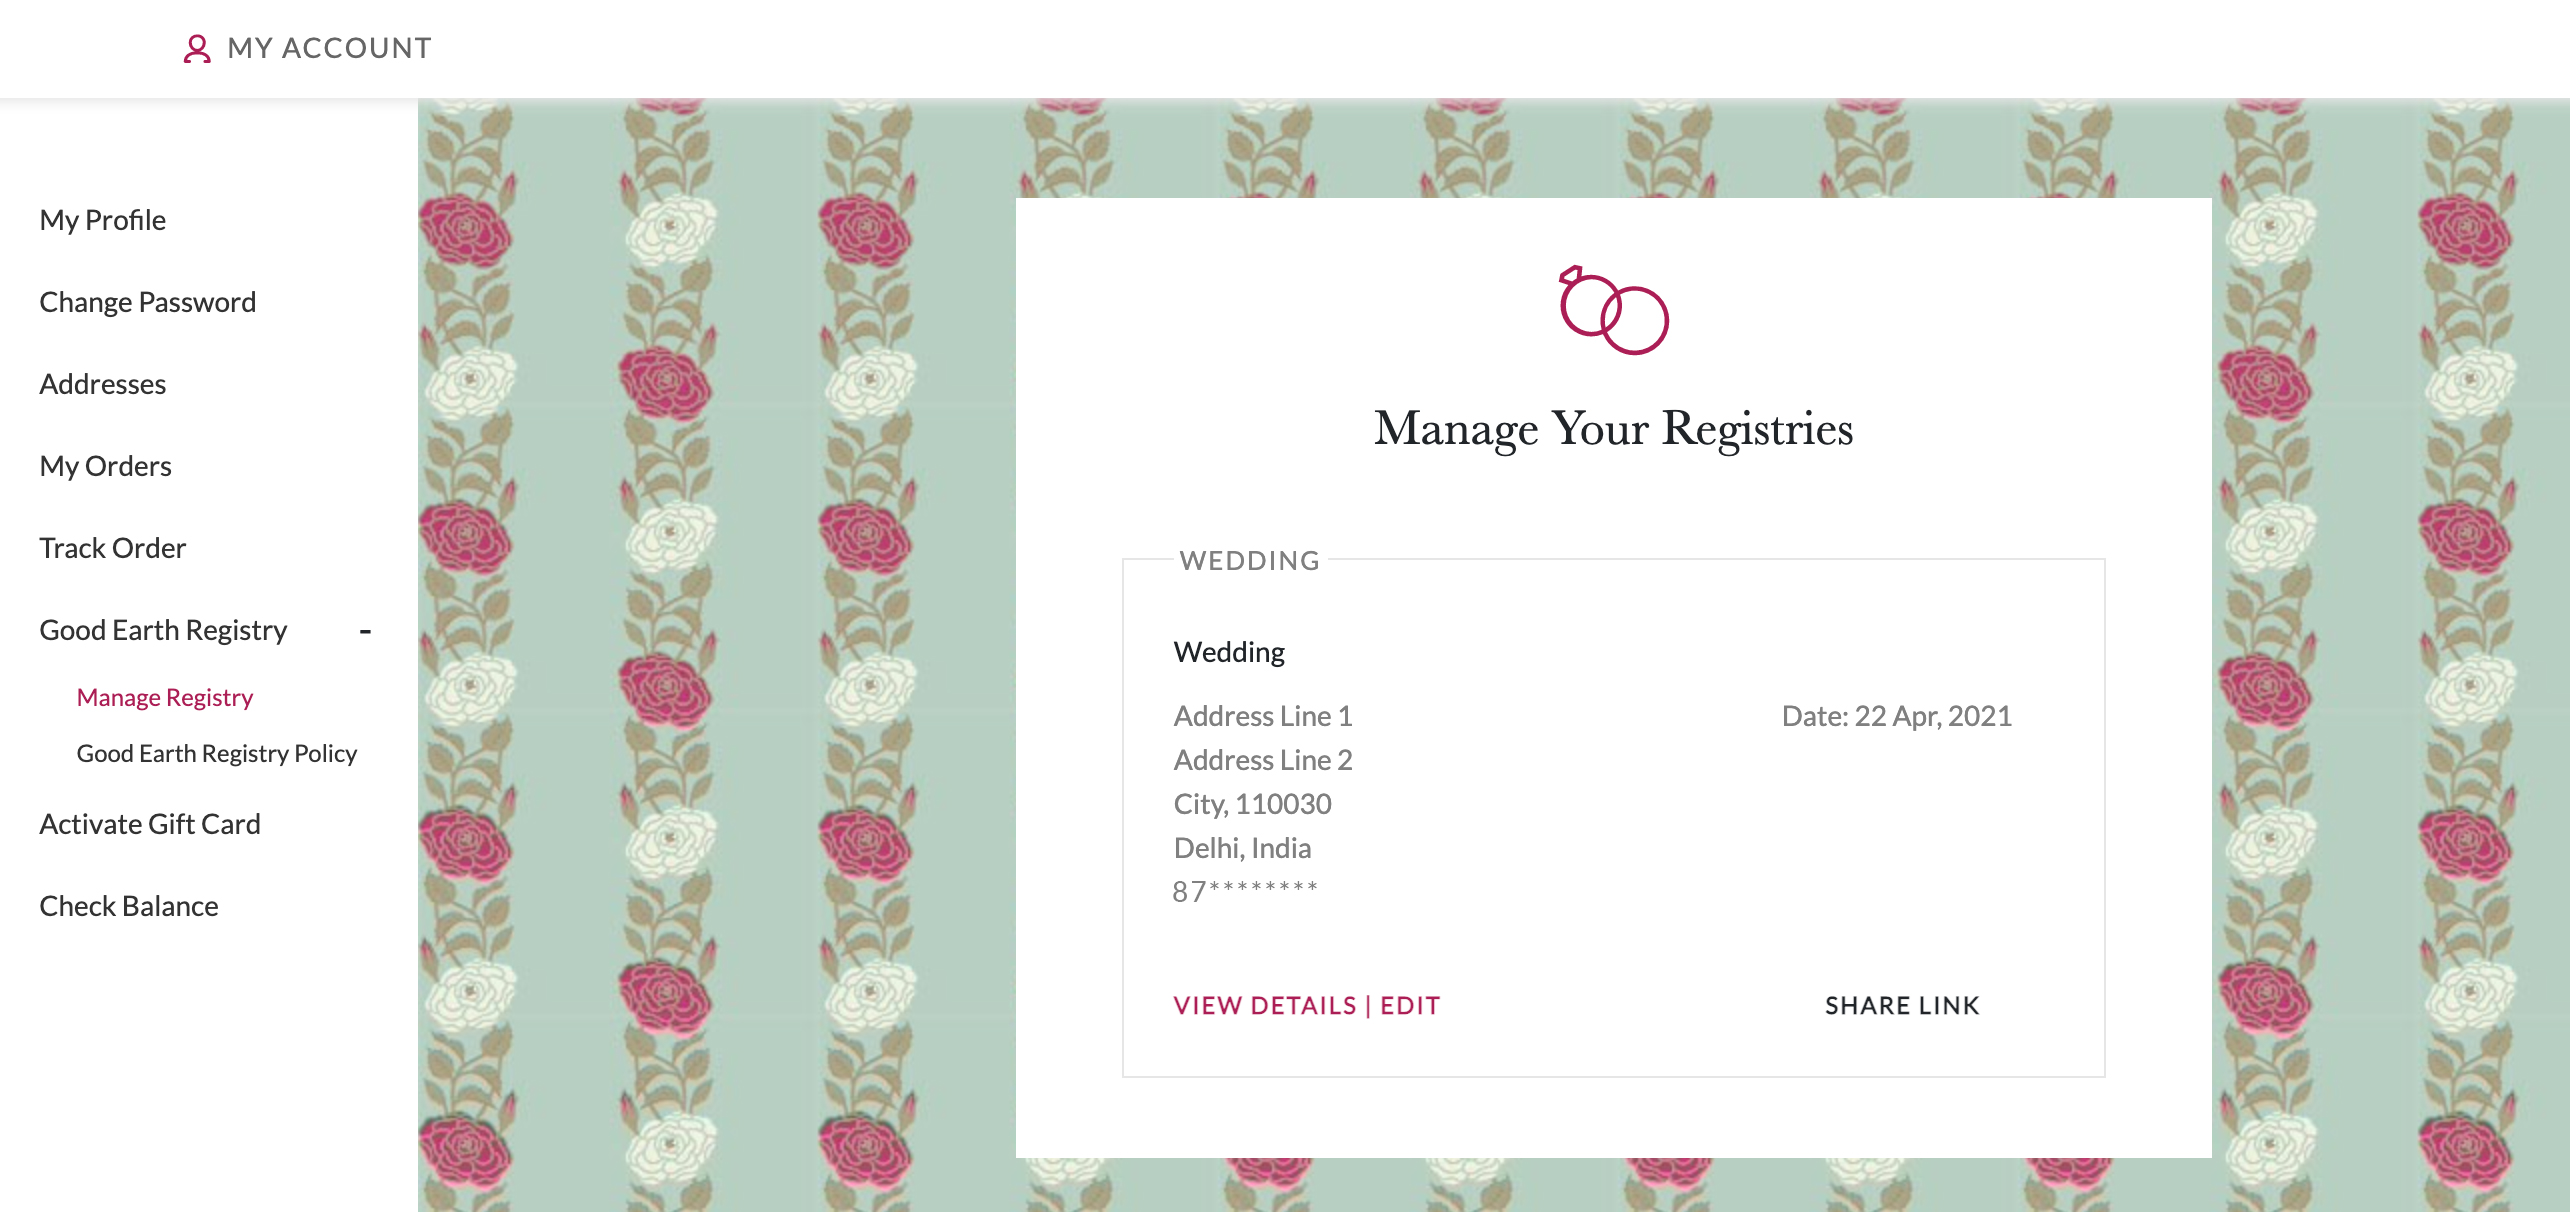 MY ACCOUNT
My Profile
Change Password
Addresses
My Orders
Track Order
Good Earth Registry -
Manage Registry
Good Earth Registry Policy
Activate Gift Card
Check Balance
Manage Your Registries
WEDDING
Wedding
Address Line 1
Date: 22 Apr, 2021
Address Line 2
City, 110030
Delhi, India
87********
VIEW DETAILS | EDIT
SHARE LINK